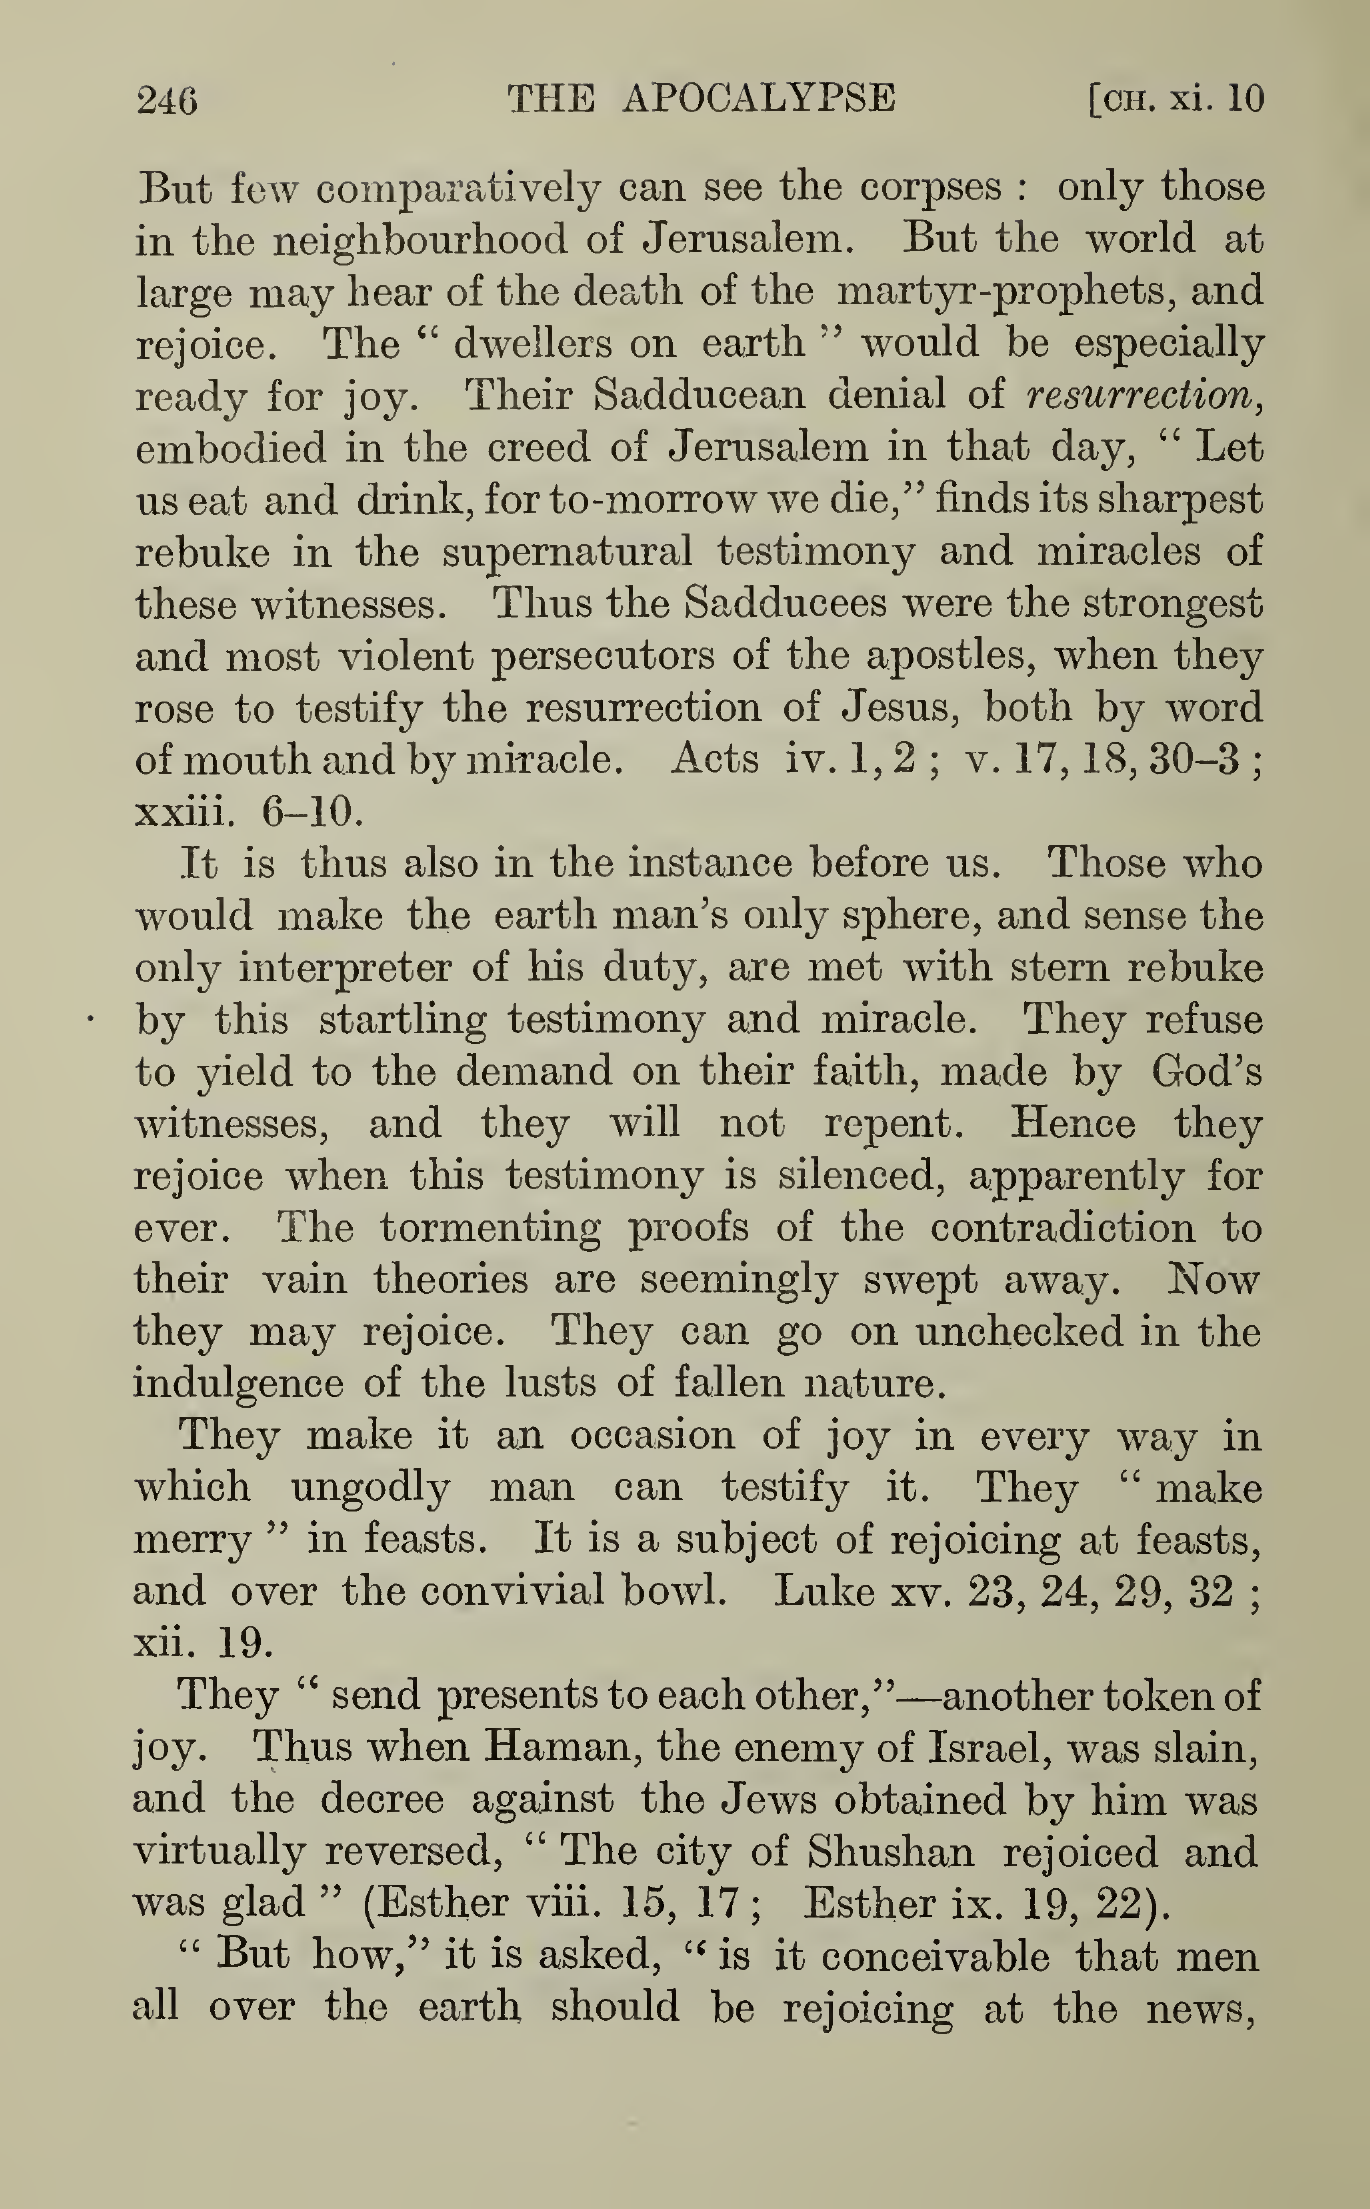 246 THE APOCALYPSE [CH. xi. 10
But few comparatively can see the corpses : only those
in the neighbourhood of Jerusalem. But the world at
large may hear of the death of the martyr-prophets, and
rejoice. The “ dwellers on earth ” would be especially
ready for joy. Their Sadducean denial of resurrection,
embodied in the creed of Jerusalem in that day, “ Let
us eat and drink, for to-morrow we die,” finds its sharpest
rebuke in the supernatural testimony and miracles of
these witnesses. Thus the Sadducees were the strongest
and most violent persecutors of the apostles, when they
rose to testify the resurrection of Jesus, both by word
of mouth and by miracle. Acts iv. 1, 2 ; v. 17, 18, 30–3 ;
xxiii. 6–10.
It is thus also in the instance before us. Those who
would make the earth man’s only sphere, and sense the
only interpreter of his duty, are met with stern rebuke
by this startling testimony and miracle. They refuse
to yield to the demand on their faith, made by God’s
witnesses, and they will not repent. Hence they
rejoice when this testimony is silenced, apparently for
ever. The tormenting proofs of the contradiction to
their vain theories are seemingly swept away. Now
they may rejoice. They can go on unchecked in the
indulgence of the lusts of fallen nature.
They make it an occasion of joy in every way in
which ungodly man can testify it. They “ make
merry ” in feasts. It is a subject of rejoicing at feasts,
and over the convivial bowl. Luke xv. 23, 24, 29, 32 ;
xii. 19.
They “ send presents to each other,”—another token of
joy. Thus when Haman, the enemy of Israel, was slain,
and the decree against the Jews obtained by him was
virtually reversed, “ The city of Shushan rejoiced and
was glad ” (Esther viii. 15, 17 ; Esther ix. 19, 22).
“ But how,” it is asked, “ is it conceivable that men
all over the earth should be rejoicing at the news,